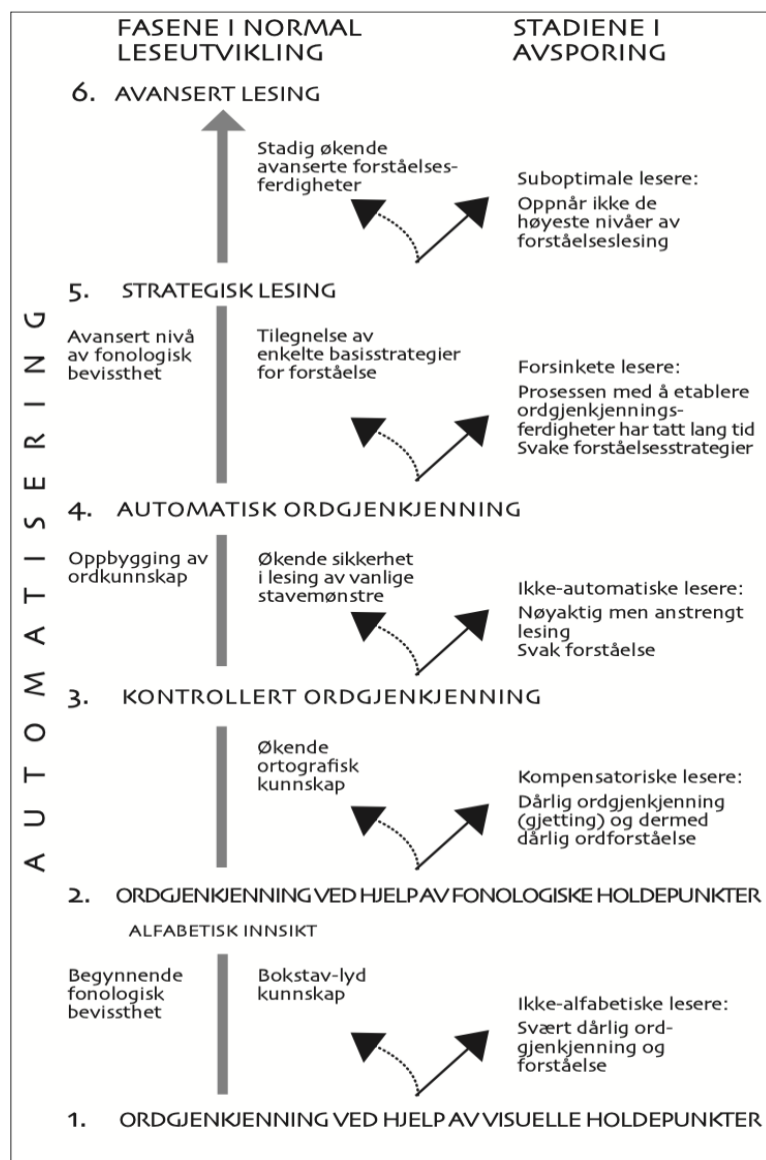 FASENE I NORMAL
LESEUTVIKLING
STADIENE I
AVSPORING
6. AVANSERT LESING
Stadig økende
avanserte forståelses-
ferdigheter
Suboptimale lesere:
Oppnår ikke de
høyeste nivåer av
forståelseslesing
5. STRATEGISK LESING
Avansert nivå
av fonologisk
bevissthet
Tilegnelse av
enkelte basisstrategier
for forståelse
Forsinkete lesere:
Prosessen med å etablere
ordgjenkjennings-
ferdigheter har tatt lang tid
Svake forståelsesstrategier
4. AUTOMATISK ORDGJENKJENNING
Oppbygging av
ordkunnskap
Økende sikkerhet
i lesing av vanlige
stavemønstre
Ikke-automatiske lesere:
Nøyaktig men anstrengt
lesing
Svak forståelse
3. KONTROLLERT ORDGJENKJENNING
Økende
ortografisk
kunnskap
Kompensatoriske lesere:
Dårlig ordgjenkjenning
(gjetting) og dermed
dårlig ordforståelse
2. ORDGJENKJENNING VED HJELP AV FONOLOGISKE HOLDEPUNKTER
ALFABETISK INNSIKT
Begynnende
fonologisk
bevissthet
Bokstav-lyd
kunnskap
Ikke-alfabetiske lesere:
Svært dårlig ord-
gjenkjenning og
forståelse
1. ORDGJENKJENNING VED HJELP AV VISUELLE HOLDEPUNKTER
AUTOMATISERING